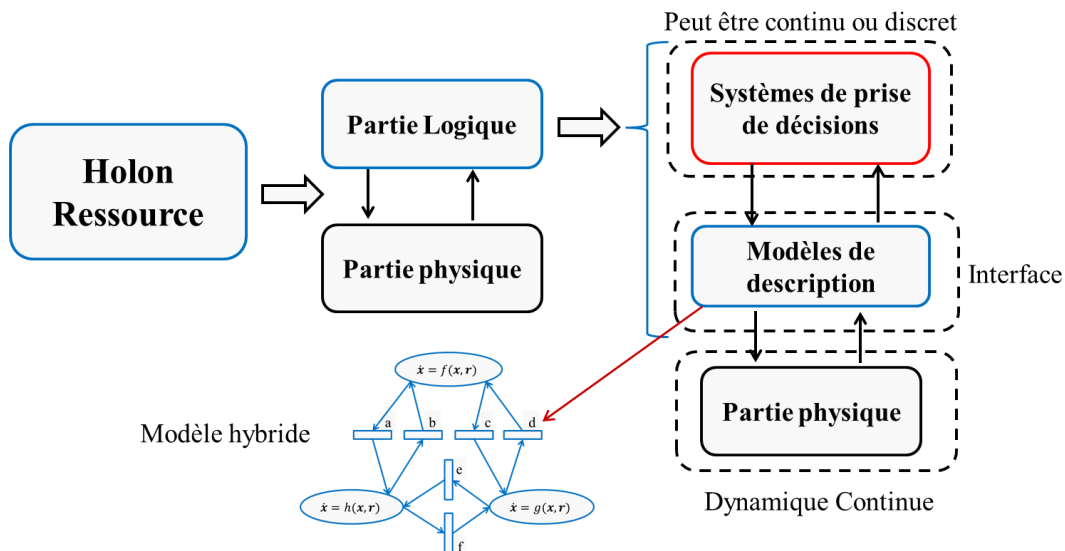 Peut être continu ou discret
Systèmes de prise
de décisions
Partie Logique
Holon
Ressource
Partie physique
Modèles de
description
Interface
Partie physique
Dynamique Continue
Modèle hybride
ẋ = f(x, r)
a
b
c
d
e
ẋ = h(x, r)
ẋ = g(x, r)
f